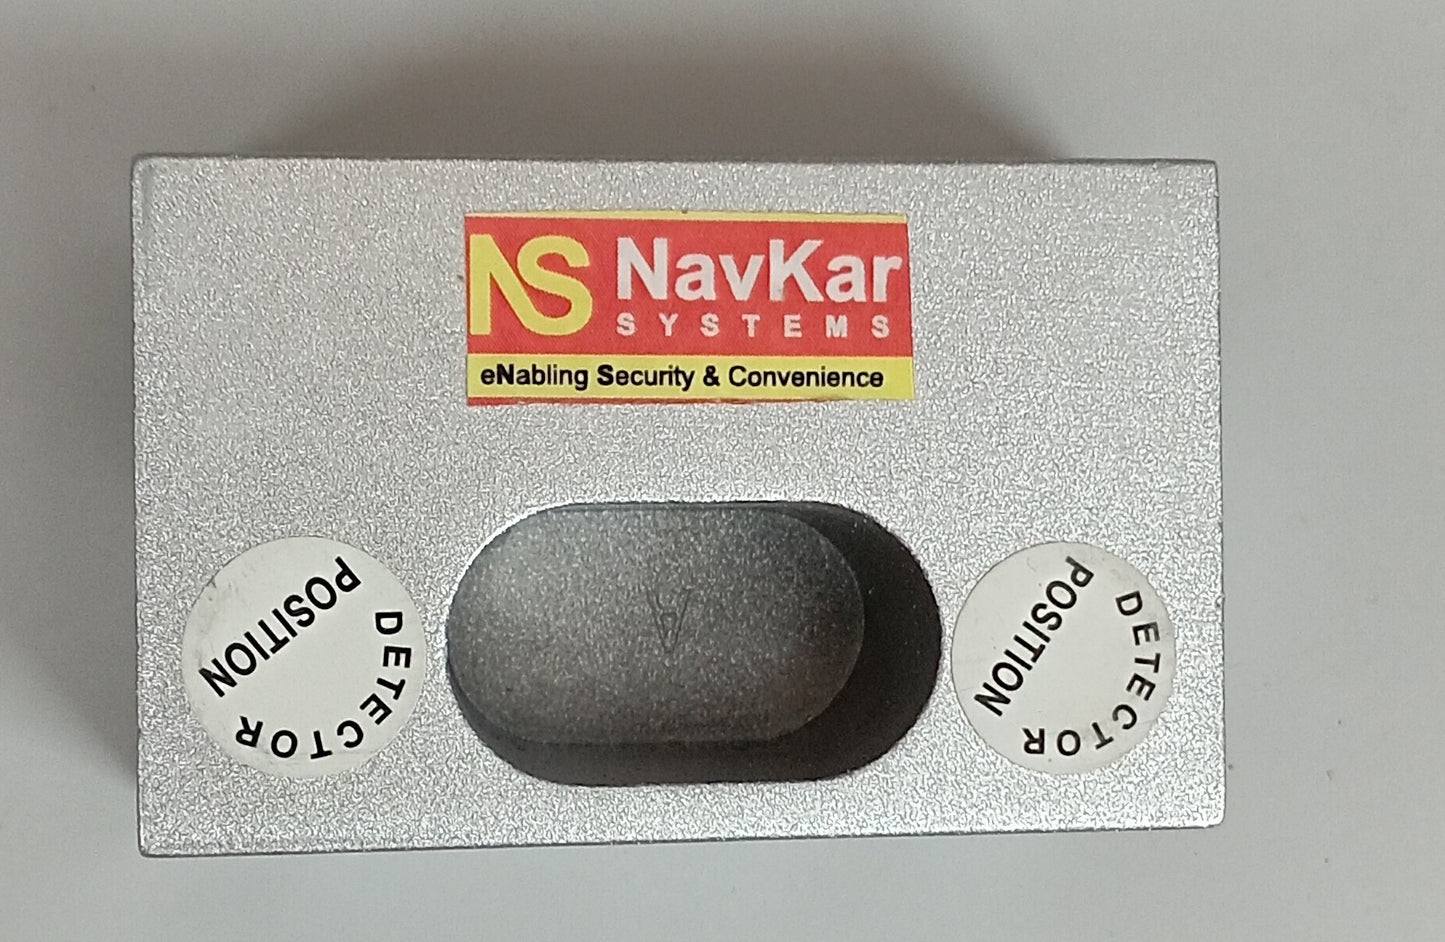 NS NavKar
SYSTEMS
eNabling Security & Convenience
DETECTOR
POSITION
DETECTOR
POSITION
A